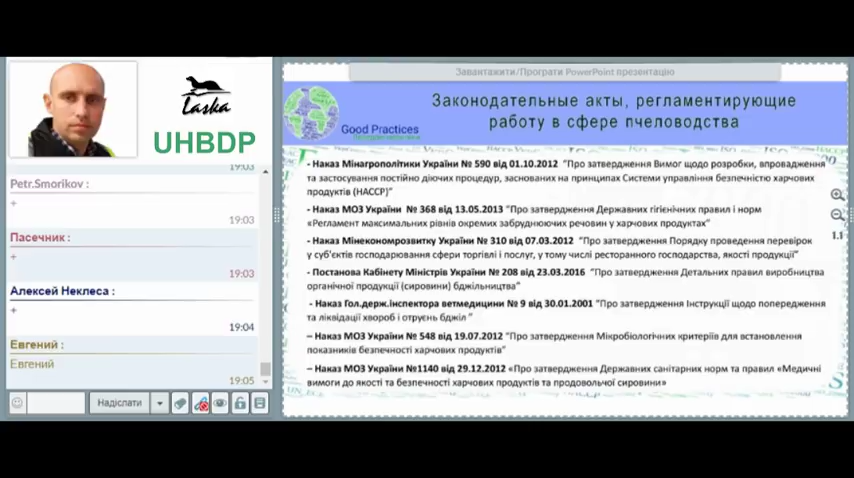 Laska
UHBDP
19:03
Petr.Smorikov :
+
19:03
Пасечник :
+
19:03
Алексей Неклеса :
+
19:04
Евгений :
Евгений
19:05
Надіслати
Завантажити/Програти PowerPoint презентацію
Good Practices
Законодательные акты, регламентирующие
работу в сфере пчеловодства
- Наказ Мінагрополітики України № 590 від 01.10.2012 "Про затвердження Вимог щодо розробки, впровадження
та застосування постійно діючих процедур, заснованих на принципах Системи управління безпечністю харчових
продуктів (НАССР)"
- Наказ МОЗ України № 368 від 13.05.2013 "Про затвердження Державних гігієнічних правил і норм
«Регламент максимальних рівнів окремих забруднюючих речовин у харчових продуктах"
- Наказ Мінекономрозвитку України № 310 від 07.03.2012 "Про затвердження Порядку проведення перевірок
у суб'єктів господарювання сфери торгівлі і послуг, у тому числі ресторанного господарства, якості продукції"
- Постанова Кабінету Міністрів України № 208 від 23.03.2016 "Про затвердження Детальних правил виробництва
органічної продукції (сировини) бджільництва"
- Наказ Гол.держ.інспектора ветмедицини № 9 від 30.01.2001 "Про затвердження Інструкції щодо попередження
та ліквідації хвороб і отруєнь бджіл "
– Наказ МОЗ України № 548 від 19.07.2012 "Про затвердження Мікробіологічних критеріїв для встановлення
показників безпечності харчових продуктів"
– Наказ МОЗ України №1140 від 29.12.2012 «Про затвердження Державних санітарних норм та правил «Медичні
вимоги до якості та безпечності харчових продуктів та продовольчої сировини»
1.1